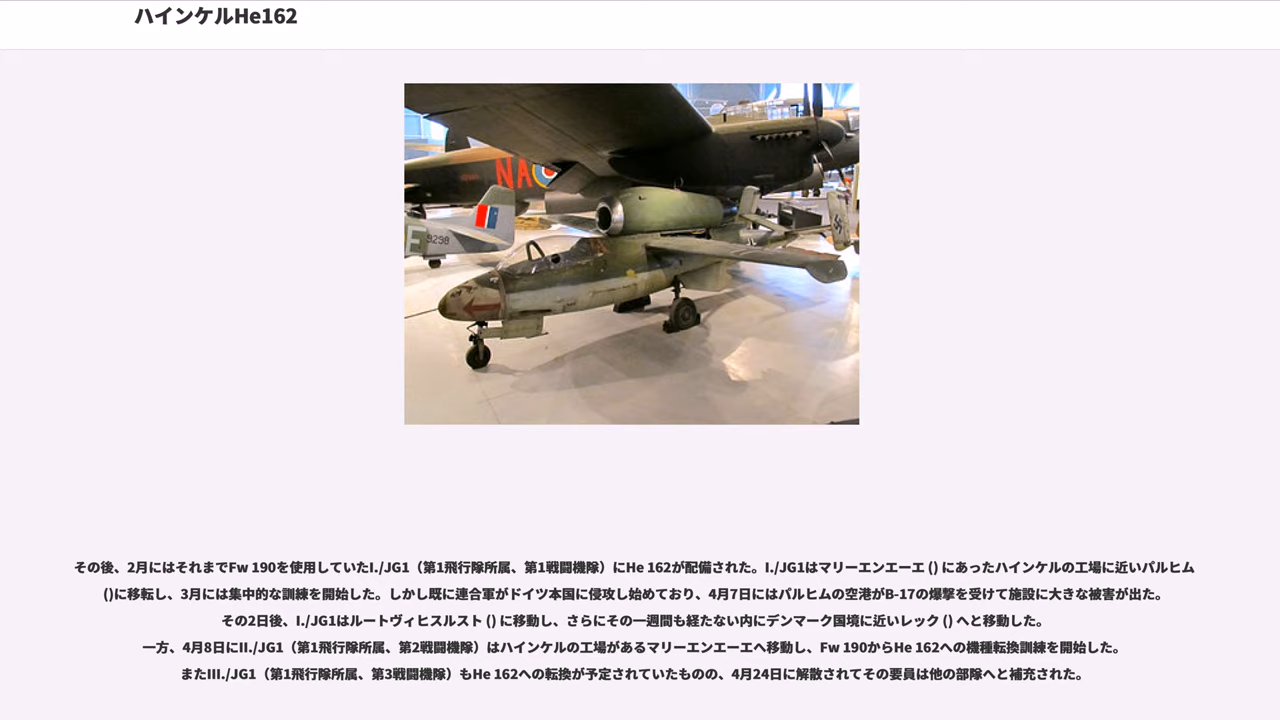 ハインケルHe162
NA
E
9298
その後、2月にはそれまでFw 190を使用していたI./JG1（第1飛行隊所属、第1戦闘機隊）にHe 162が配備された。I./JG1はマリーエンエーエ () にあったハインケルの工場に近いパルヒム
()に移転し、3月には集中的な訓練を開始した。しかし既に連合軍がドイツ本国に侵攻し始めており、4月7日にはパルヒムの空港がB-17の爆撃を受けて施設に大きな被害が出た。
その2日後、I./JG1はルートヴィヒスルスト () に移動し、さらにその一週間も経たない内にデンマーク国境に近いレック () へと移動した。
一方、4月8日にII./JG1（第1飛行隊所属、第2戦闘機隊）はハインケルの工場があるマリーエンエーエへ移動し、Fw 190からHe 162への機種転換訓練を開始した。
またIII./JG1（第1飛行隊所属、第3戦闘機隊）もHe 162への転換が予定されていたものの、4月24日に解散されてその要員は他の部隊へと補充された。